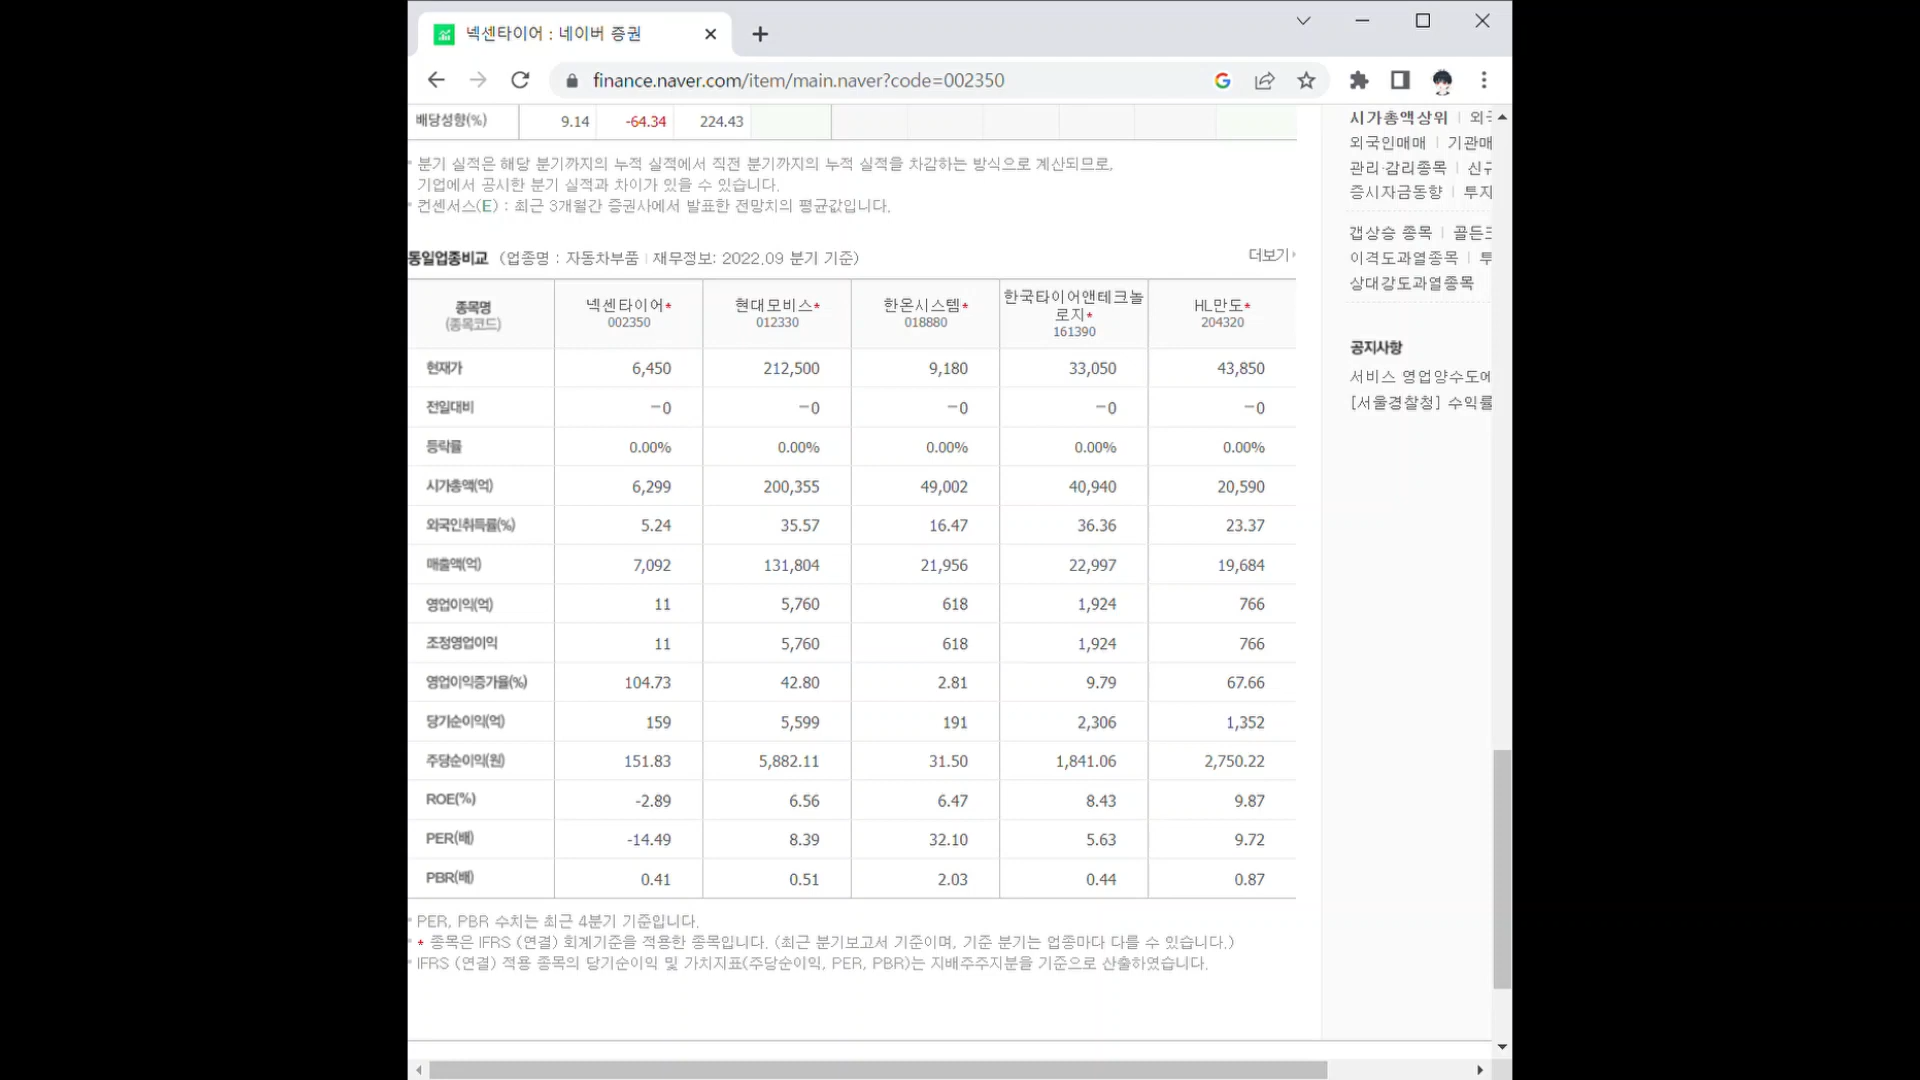 넥센타이어 : 네이버 증권
finance.naver.com/item/main.naver?code=002350
배당성향(%) 9.14 -64.34 224.43
분기 실적은 해당 분기까지의 누적 실적에서 직전 분기까지의 누적 실적을 차감하는 방식으로 계산되므로,
기업에서 공시한 분기 실적과 차이가 있을 수 있습니다.
컨센서스(E) : 최근 3개월간 증권사에서 발표한 전망치의 평균값입니다.
동일업종비교 (업종명 : 자동차부품 | 재무정보: 2022.09 분기 기준) 더보기
종목명 (종목코드) 넥센타이어* 002350 현대모비스* 012330 한온시스템* 018880 한국타이어앤테크놀로지* 161390 HL만도* 204320
현재가 6,450 212,500 9,180 33,050 43,850
전일대비 −0 −0 −0 −0 −0
등락률 0.00% 0.00% 0.00% 0.00% 0.00%
시가총액(억) 6,299 200,355 49,002 40,940 20,590
외국인취득률(%) 5.24 35.57 16.47 36.36 23.37
매출액(억) 7,092 131,804 21,956 22,997 19,684
영업이익(억) 11 5,760 618 1,924 766
조정영업이익 11 5,760 618 1,924 766
영업이익증가율(%) 104.73 42.80 2.81 9.79 67.66
당기순이익(억) 159 5,599 191 2,306 1,352
주당순이익(원) 151.83 5,882.11 31.50 1,841.06 2,750.22
ROE(%) -2.89 6.56 6.47 8.43 9.87
PER(배) -14.49 8.39 32.10 5.63 9.72
PBR(배) 0.41 0.51 2.03 0.44 0.87
PER, PBR 수치는 최근 4분기 기준입니다.
* 종목은 IFRS (연결) 회계기준을 적용한 종목입니다. (최근 분기보고서 기준이며, 기준 분기는 업종마다 다를 수 있습니다.)
IFRS (연결) 적용 종목의 당기순이익 및 가치지표(주당순이익, PER, PBR)는 지배주주지분을 기준으로 산출하였습니다.
시가총액상위 | 외
외국인매매 | 기관매
관리·감리종목 | 신규
증시자금동향 | 투자
갭상승 종목 | 골든
이격도과열종목 | 투
상대강도과열종목
공지사항
서비스 영업양수도에
[서울경찰청] 수익률